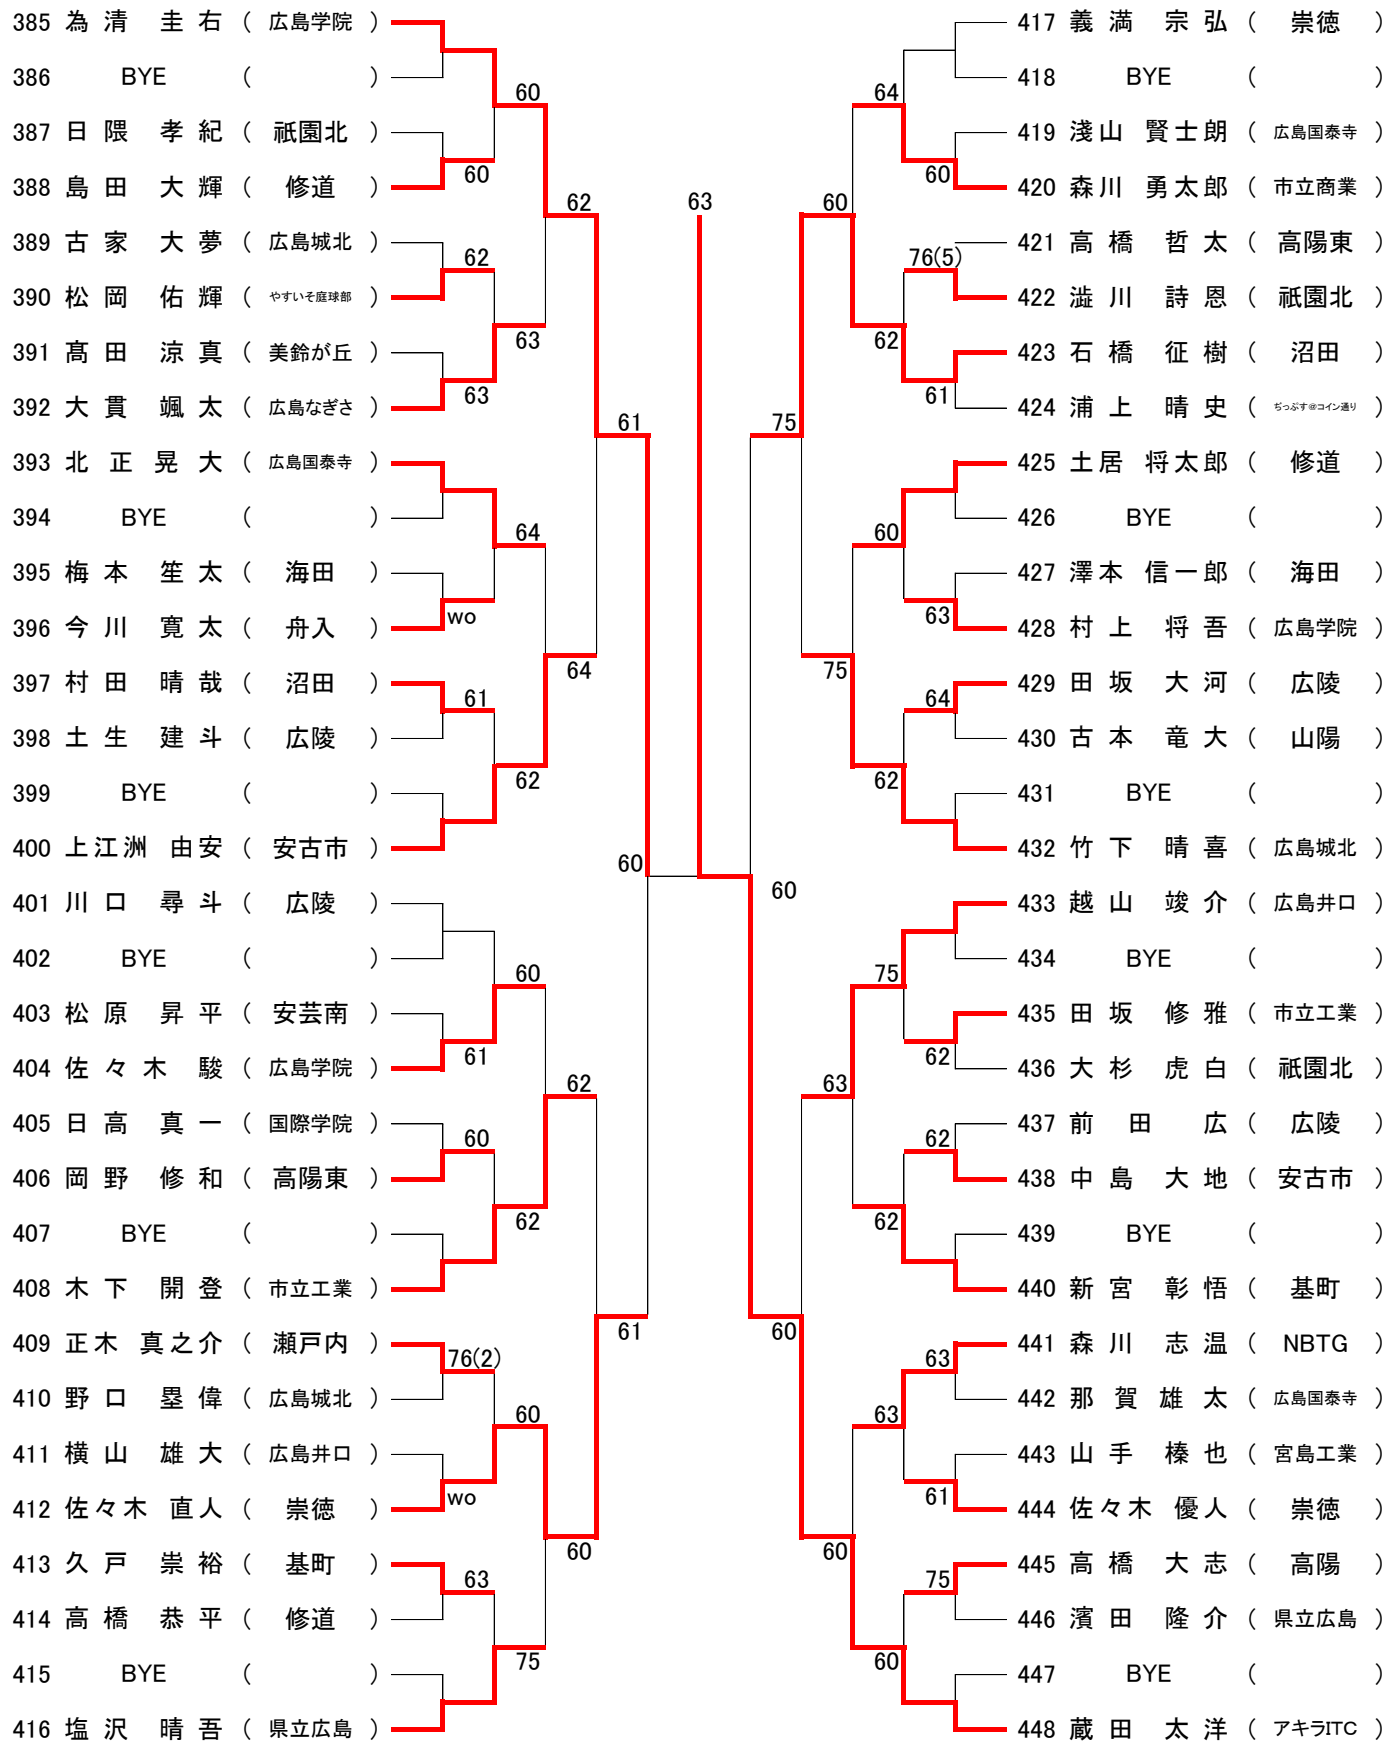 385 為清 圭右 ( 広島学院 )
386 BYE ( )
60
387 日隈 孝紀 ( 祇園北 )
60
388 島田 大輝 ( 修道 )
62
389 古家 大夢 ( 広島城北 )
62
390 松岡 佑輝 ( やすいそ庭球部 )
63
391 髙田 涼真 ( 美鈴が丘 )
63
392 大貫 颯太 ( 広島なぎさ )
61
393 北正晃大 ( 広島国泰寺 )
394 BYE ( )
64
395 梅本 笙太 ( 海田 )
wo
396 今川 寛太 ( 舟入 )
64
397 村田 晴哉 ( 沼田 )
61
398 土生 建斗 ( 広陵 )
62
399 BYE ( )
400 上江洲 由安 ( 安古市 )
60
401 川口 尋斗 ( 広陵 )
402 BYE ( )
60
403 松原 昇平 ( 安芸南 )
61
404 佐々木 駿 ( 広島学院 )
62
405 日高 真一 ( 国際学院 )
60
406 岡野 修和 ( 高陽東 )
62
407 BYE ( )
408 木下 開登 ( 市立工業 )
61
409 正木 真之介 ( 瀬戸内 )
76(2)
410 野口 塁偉 ( 広島城北 )
60
411 横山 雄大 ( 広島井口 )
wo
412 佐々木 直人 ( 崇徳 )
60
413 久戸 崇裕 ( 基町 )
63
414 高橋 恭平 ( 修道 )
75
415 BYE ( )
416 塩沢 晴吾 ( 県立広島 )
63
60
417 義満 宗弘 ( 崇徳 )
418 BYE ( )
64
419 淺山 賢士朗 ( 広島国泰寺 )
60
420 森川 勇太郎 ( 市立商業 )
60
421 高橋 哲太 ( 高陽東 )
76(5)
422 澁川 詩恩 ( 祇園北 )
62
423 石橋 征樹 ( 沼田 )
61
424 浦上 晴史 ( ぢっぷす@コイン通り )
75
425 土居 将太郎 ( 修道 )
426 BYE ( )
60
427 澤本 信一郎 ( 海田 )
63
428 村上 将吾 ( 広島学院 )
75
429 田坂 大河 ( 広陵 )
64
430 古本 竜大 ( 山陽 )
62
431 BYE ( )
432 竹下 晴喜 ( 広島城北 )
433 越山 竣介 ( 広島井口 )
434 BYE ( )
75
435 田坂 修雅 ( 市立工業 )
62
436 大杉 虎白 ( 祇園北 )
63
437 前田 広 ( 広陵 )
62
438 中島 大地 ( 安古市 )
62
439 BYE ( )
440 新宮 彰悟 ( 基町 )
60
441 森川 志温 ( NBTG )
63
442 那賀雄太 ( 広島国泰寺 )
63
443 山手 榛也 ( 宮島工業 )
61
444 佐々木 優人 ( 崇徳 )
60
445 高橋 大志 ( 高陽 )
75
446 濱田 隆介 ( 県立広島 )
60
447 BYE ( )
448 蔵田 太洋 ( アキラITC )